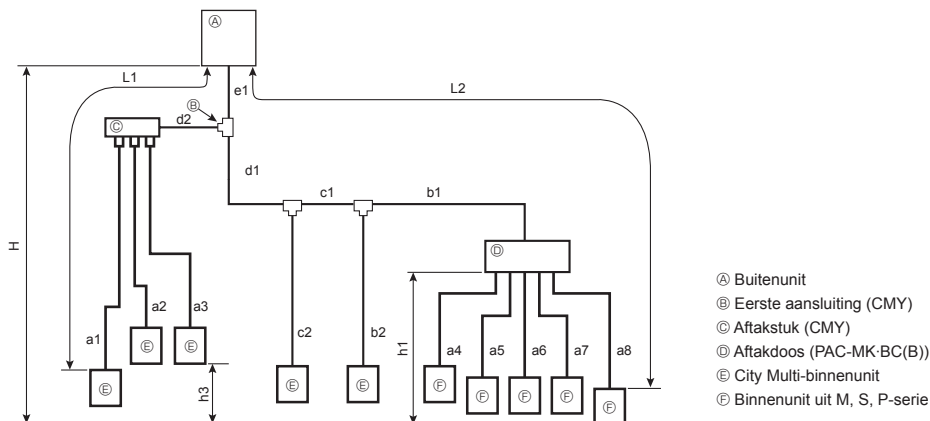 Ⓐ
L1
e1
L2
Ⓑ
Ⓒ
d2
d1
c1
b1
H
Ⓓ
a1
a2
a3
Ⓔ
Ⓔ
Ⓔ
h3
c2
b2
Ⓔ
Ⓔ
h1
a4
a5
a6
a7
a8
Ⓕ
Ⓕ
Ⓕ
Ⓕ
Ⓕ
Ⓐ Buitenunit
Ⓑ Eerste aansluiting (CMY)
Ⓒ Aftakstuk (CMY)
Ⓓ Aftakdoos (PAC-MK·BC(B))
Ⓔ City Multi-binnenunit
Ⓕ Binnenunit uit M, S, P-serie